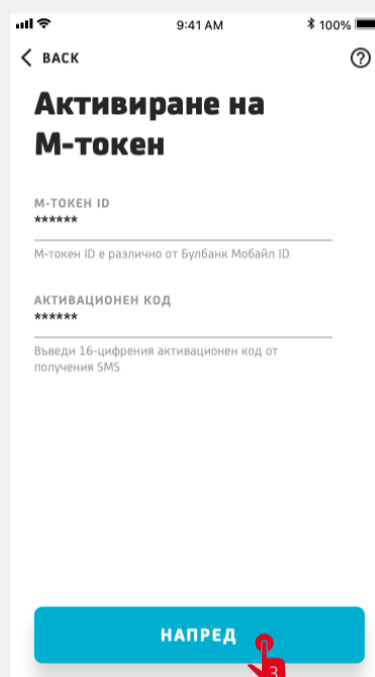 9:41 AM
100%
BACK
?
Активиране на
М-токен
М-ТОКЕН ID
******
М-токен ID е различно от Булбанк Мобайл ID
АКТИВАЦИОНЕН КОД
******
Въведи 16-цифрения активационен код от
получения SMS
НАПРЕД
3